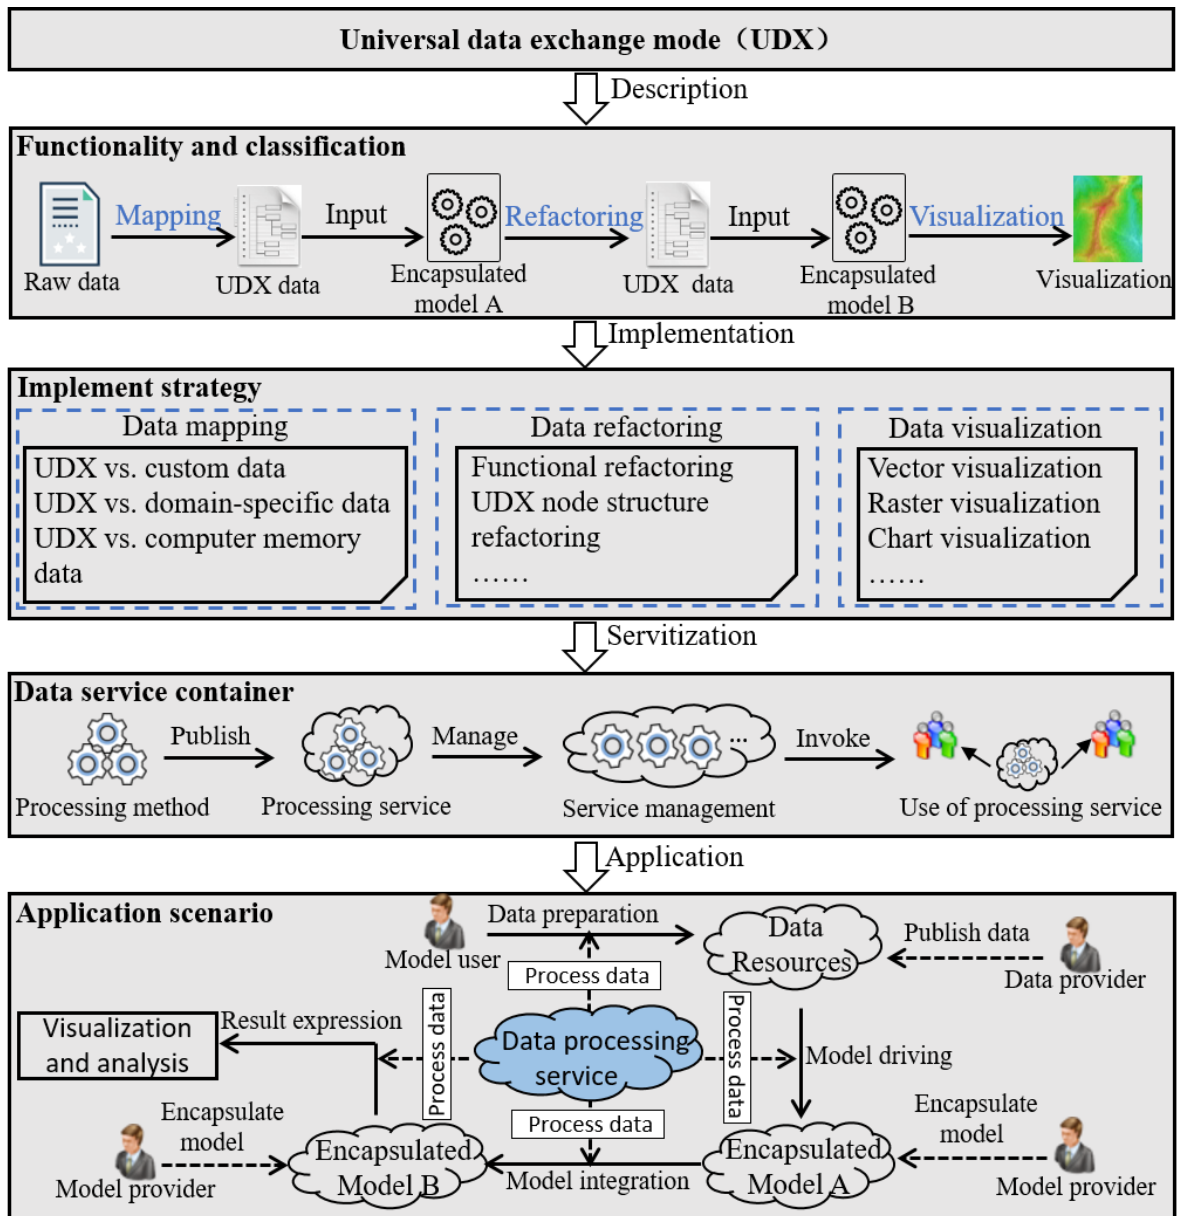 Universal data exchange mode（UDX）
Description
Functionality and classification
Mapping
Input
Refactoring
Input
Visualization
Raw data
UDX data
Encapsulated
model A
UDX data
Encapsulated
model B
Visualization
Implementation
Implement strategy
Data mapping
UDX vs. custom data
UDX vs. domain-specific data
UDX vs. computer memory
data
Data refactoring
Functional refactoring
UDX node structure
refactoring
……
Data visualization
Vector visualization
Raster visualization
Chart visualization
……
Servitization
Data service container
Publish
Manage
...
Invoke
Processing method
Processing service
Service management
Use of processing service
Application
Application scenario
Data preparation
Model user
Data
Resources
Publish data
Data provider
Process data
Process data
Process data
Result expression
Visualization
and analysis
Data processing
service
Model driving
Process data
Encapsulate
model
Model provider
Encapsulated
Model B
Model integration
Encapsulated
Model A
Encapsulate
model
Model provider